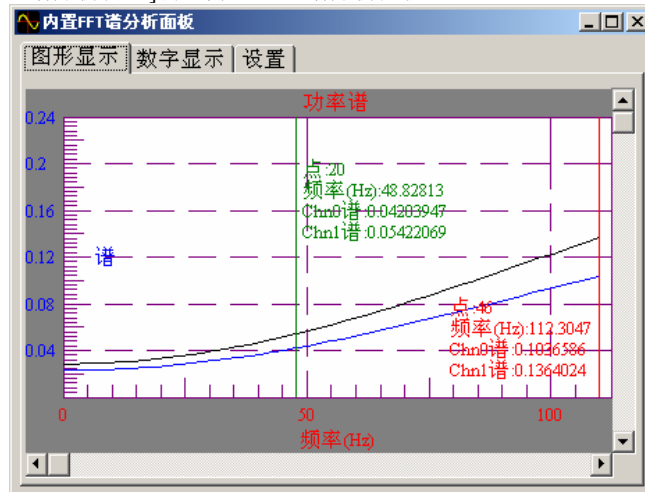 内置FFT谱分析面板
图形显示 数字显示 设置
功率谱
0.24
0.2
0.16
0.12
0.08
0.04
谱
点:20
频率(Hz):48.82813
Chn0谱:0.04203947
Chn1谱:0.05422069
点:46
频率(Hz):112.3047
Chn0谱:0.1026586
Chn1谱:0.1364024
0 50 100
频率(Hz)